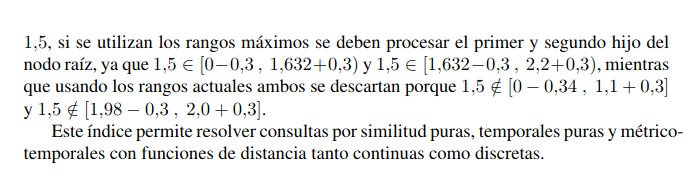 1,5, si se utilizan los rangos máximos se deben procesar el primer y segundo hijo del
nodo raíz, ya que 1,5 ∈ [0−0,3 , 1,632+0,3) y 1,5 ∈ [1,632−0,3 , 2,2+0,3), mientras
que usando los rangos actuales ambos se descartan porque 1,5 ∉ [0 − 0,34 , 1,1 + 0,3]
y 1,5 ∉ [1,98 − 0,3 , 2,0 + 0,3].
Este índice permite resolver consultas por similitud puras, temporales puras y métrico-
temporales con funciones de distancia tanto continuas como discretas.